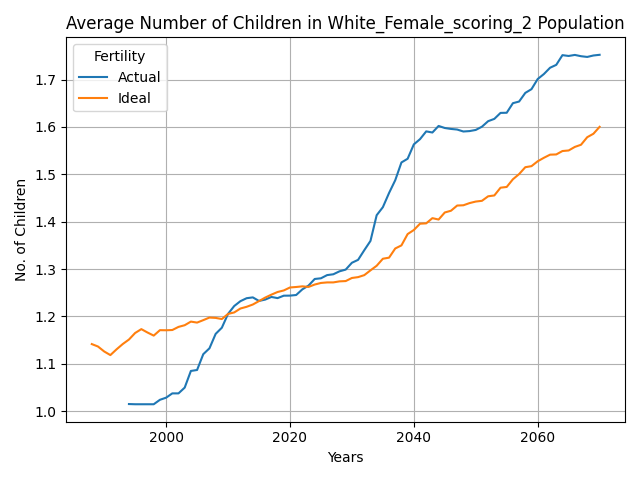 Average Number of Children in White_Female_scoring_2 Population
Fertility
Actual
Ideal
No. of Children
1.7
1.6
1.5
1.4
1.3
1.2
1.1
1.0
2000 2020 2040 2060
Years